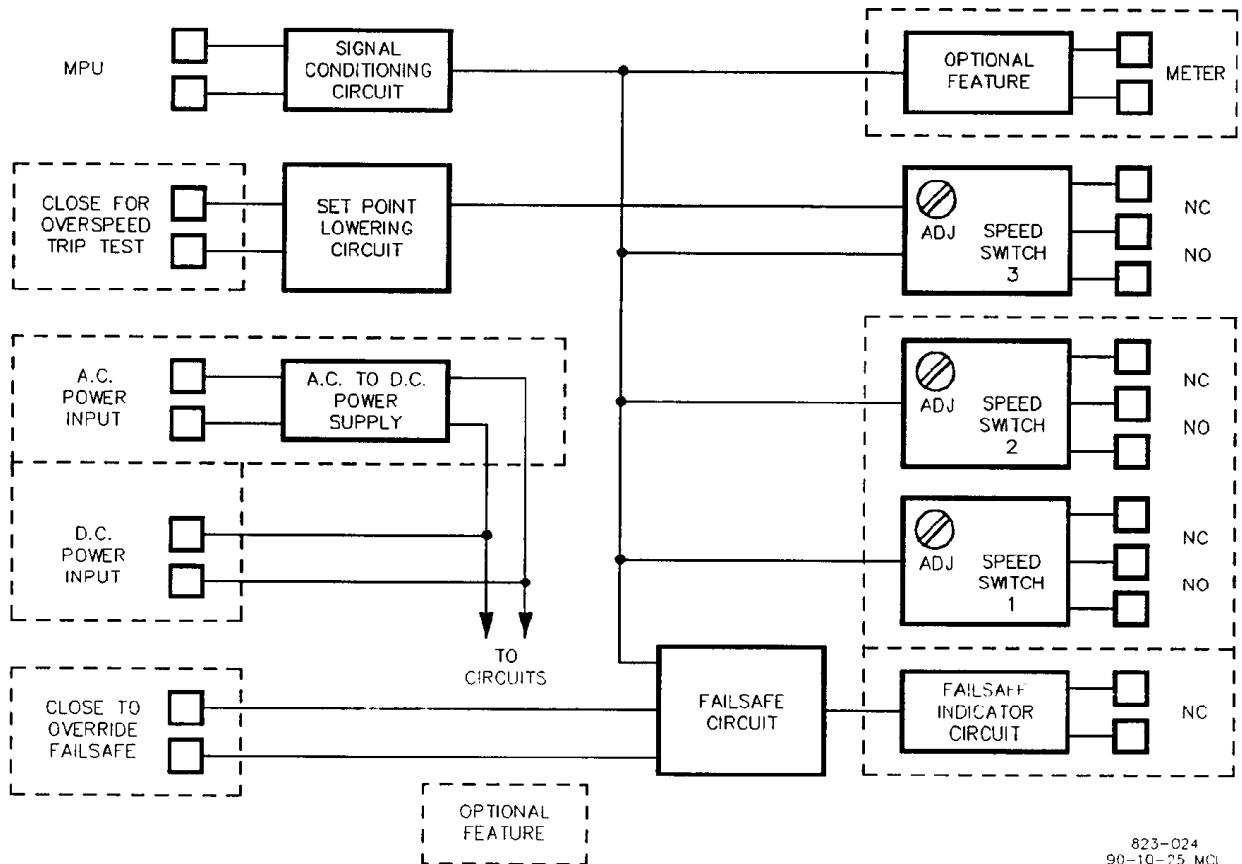 MPU
SIGNAL
CONDITIONING
CIRCUIT
OPTIONAL
FEATURE
METER
CLOSE FOR
OVERSPEED
TRIP TEST
SET POINT
LOWERING
CIRCUIT
ADJ
SPEED
SWITCH
3
NC
NO
A.C.
POWER
INPUT
A.C. TO D.C.
POWER
SUPPLY
ADJ
SPEED
SWITCH
2
NC
NO
D.C.
POWER
INPUT
TO
CIRCUITS
ADJ
SPEED
SWITCH
1
NC
NO
CLOSE TO
OVERRIDE
FAILSAFE
FAILSAFE
CIRCUIT
FAILSAFE
INDICATOR
CIRCUIT
NC
OPTIONAL
FEATURE
823-024
90-10-25 MCL